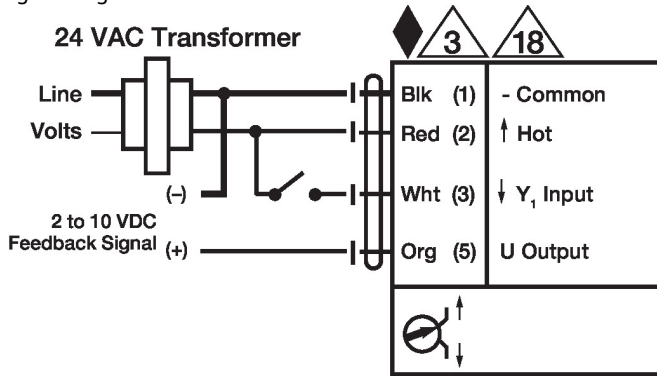 24 VAC Transformer
3
18
Line
Volts
Blk (1)
- Common
Red (2)
↑ Hot
Wht (3)
↓ Y₁ Input
(–)
2 to 10 VDC
Feedback Signal (+)
Org (5)
U Output